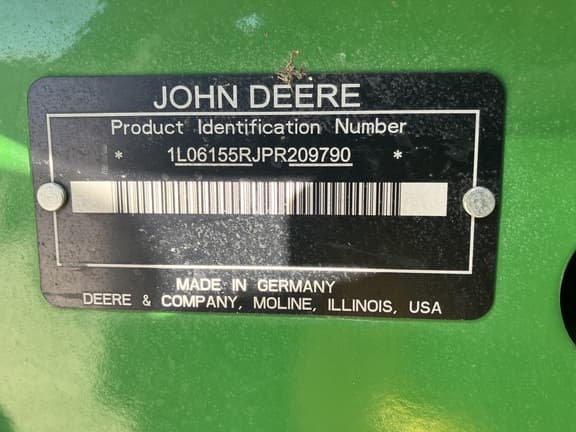 JOHN DEERE
Product Identification Number
* 1L06155RJPR209790 *
MADE IN GERMANY
DEERE & COMPANY, MOLINE, ILLINOIS, USA